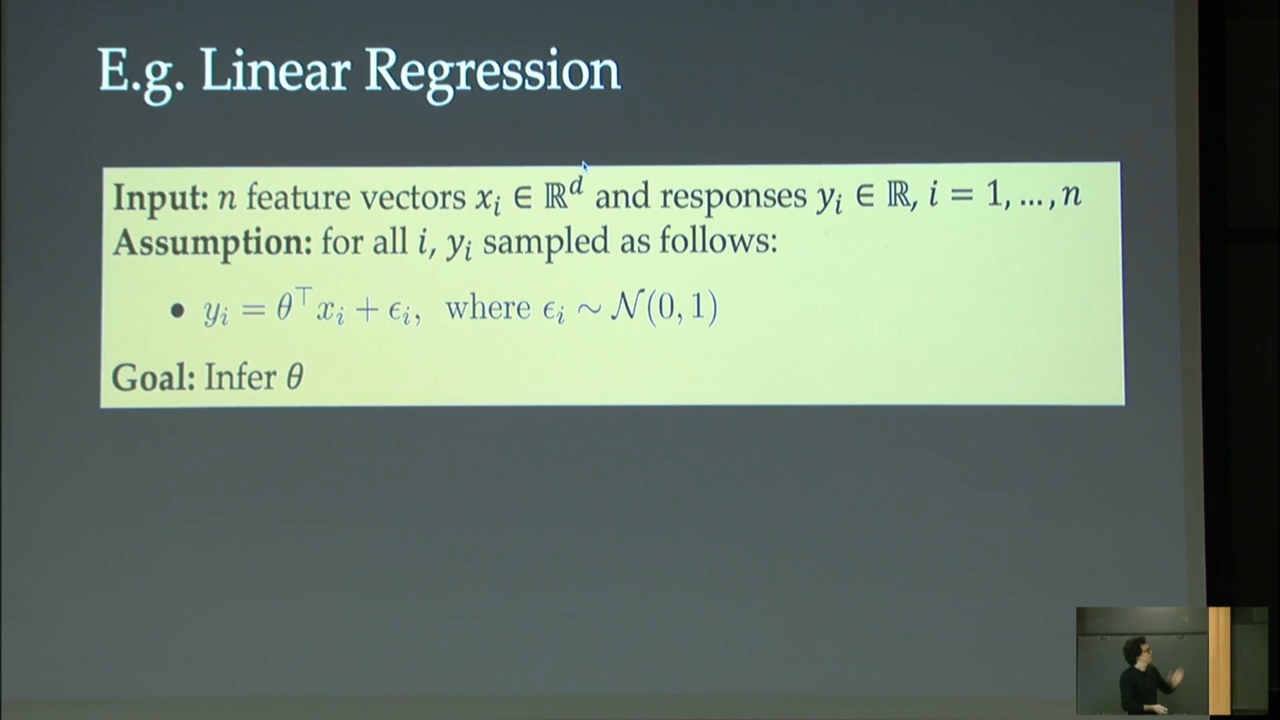 E.g. Linear Regression
Input: n feature vectors xᵢ ∈ ℝᵈ and responses yᵢ ∈ ℝ, i = 1, ..., n
Assumption: for all i, yᵢ sampled as follows:
• yᵢ = θ⊤xᵢ + ϵᵢ, where ϵᵢ ∼ 𝒩(0, 1)
Goal: Infer θ